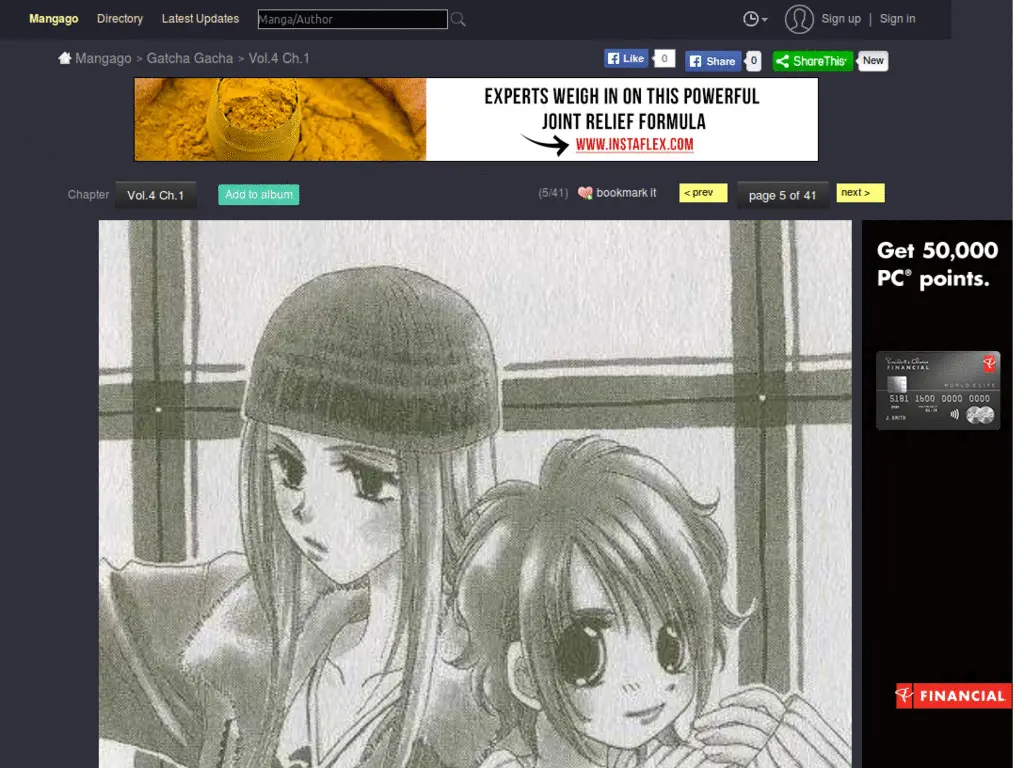 Mangago Directory Latest Updates Manga/Author Sign up | Sign in
Mangago > Gatcha Gacha > Vol.4 Ch.1
Like 0 Share 0 ShareThis New
EXPERTS WEIGH IN ON THIS POWERFUL
JOINT RELIEF FORMULA
WWW.INSTAFLEX.COM
Chapter Vol.4 Ch.1 Add to album (5/41) bookmark it < prev page 5 of 41 next >
Get 50,000
PC® points.
President's Choice
FINANCIAL
WORLD ELITE
5181 1600 0000 0000
J. SMITH
FINANCIAL